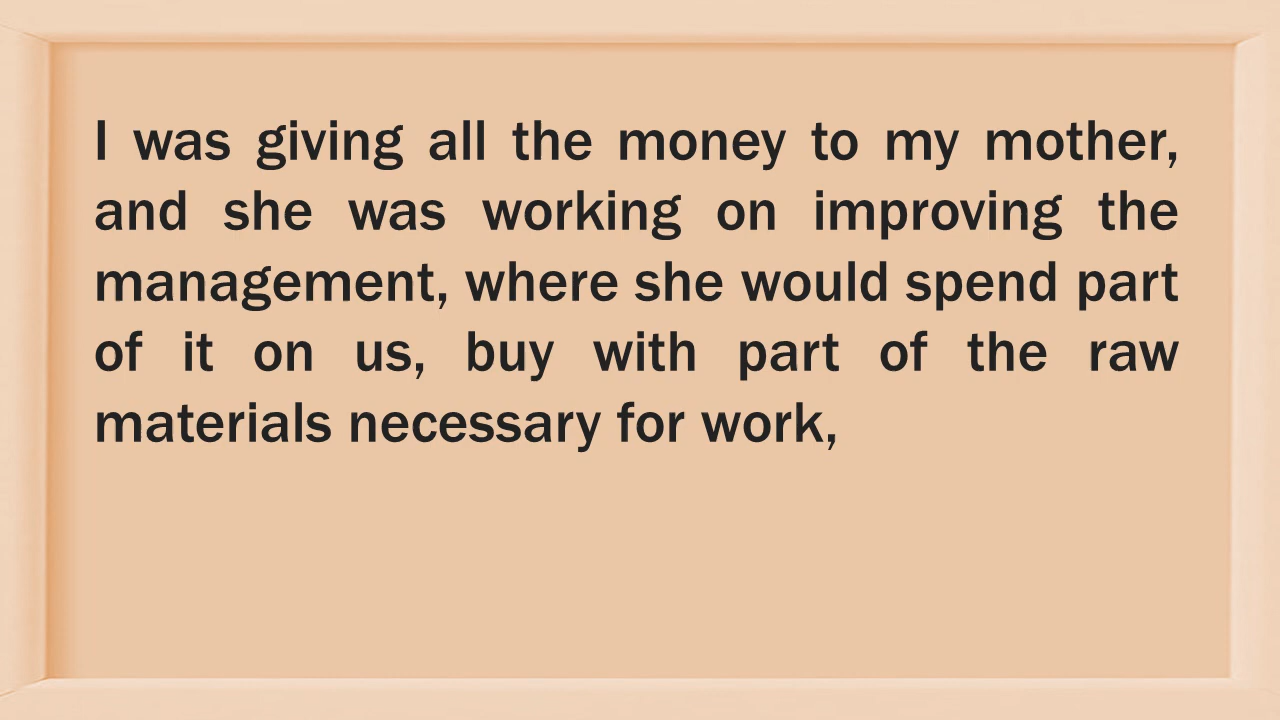 I was giving all the money to my mother,
and she was working on improving the
management, where she would spend part
of it on us, buy with part of the raw
materials necessary for work,